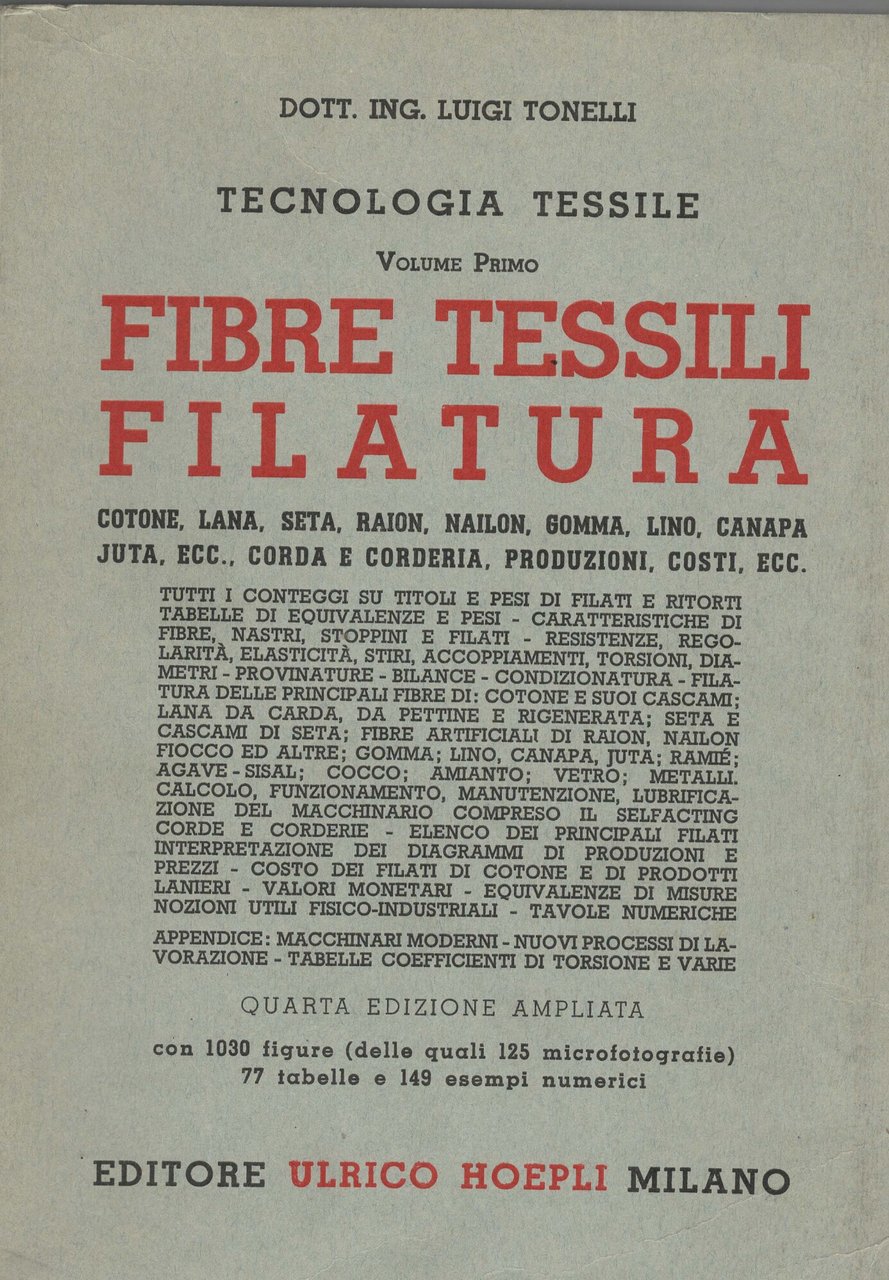 DOTT. ING. LUIGI TONELLI
TECNOLOGIA TESSILE
VOLUME PRIMO
FIBRE TESSILI
FILATURA
COTONE, LANA, SETA, RAION, NAILON, GOMMA, LINO, CANAPA
JUTA, ECC., CORDA E CORDERIA, PRODUZIONI, COSTI, ECC.
TUTTI I CONTEGGI SU TITOLI E PESI DI FILATI E RITORTI
TABELLE DI EQUIVALENZE E PESI - CARATTERISTICHE DI
FIBRE, NASTRI, STOPPINI E FILATI - RESISTENZE, REGO-
LARITÀ, ELASTICITÀ, STIRI, ACCOPPIAMENTI, TORSIONI, DIA-
METRI - PROVINATURE - BILANCE - CONDIZIONATURA - FILA-
TURA DELLE PRINCIPALI FIBRE DI: COTONE E SUOI CASCAMI;
LANA DA CARDA, DA PETTINE E RIGENERATA; SETA E
CASCAMI DI SETA; FIBRE ARTIFICIALI DI RAION, NAILON
FIOCCO ED ALTRE; GOMMA; LINO, CANAPA, JUTA; RAMIÉ;
AGAVE - SISAL; COCCO; AMIANTO; VETRO; METALLI.
CALCOLO, FUNZIONAMENTO, MANUTENZIONE, LUBRIFICA-
ZIONE DEL MACCHINARIO COMPRESO IL SELFACTING
CORDE E CORDERIE - ELENCO DEI PRINCIPALI FILATI
INTERPRETAZIONE DEI DIAGRAMMI DI PRODUZIONI E
PREZZI - COSTO DEI FILATI DI COTONE E DI PRODOTTI
LANIERI - VALORI MONETARI - EQUIVALENZE DI MISURE
NOZIONI UTILI FISICO-INDUSTRIALI - TAVOLE NUMERICHE
APPENDICE: MACCHINARI MODERNI - NUOVI PROCESSI DI LA-
VORAZIONE - TABELLE COEFFICIENTI DI TORSIONE E VARIE
QUARTA EDIZIONE AMPLIATA
con 1030 figure (delle quali 125 microfotografie)
77 tabelle e 149 esempi numerici
EDITORE ULRICO HOEPLI MILANO